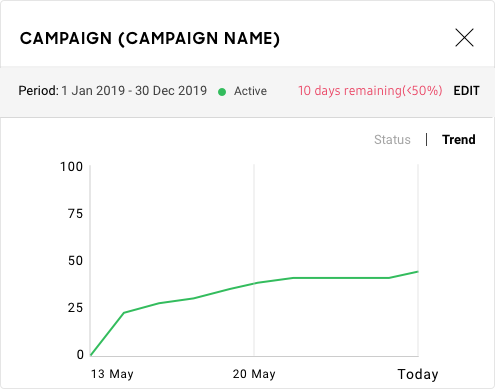 CAMPAIGN (CAMPAIGN NAME)
Period: 1 Jan 2019 - 30 Dec 2019 Active 10 days remaining(<50%) EDIT
Status | Trend
100
75
50
25
0
13 May 20 May Today